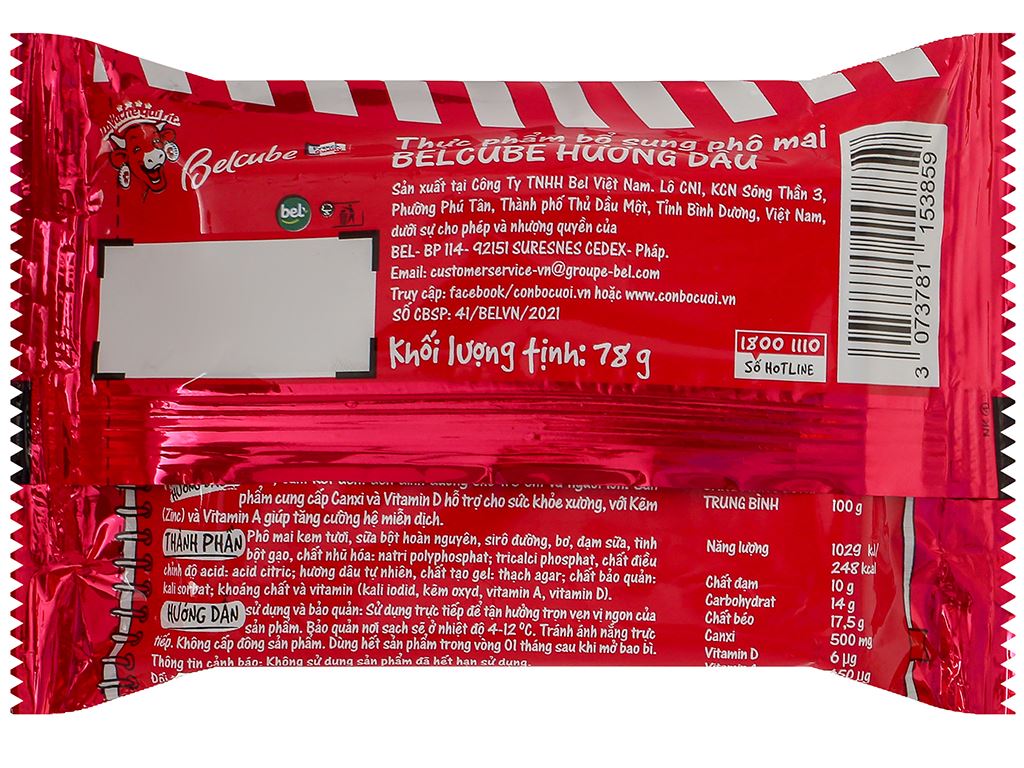 la vache qui rit
Belcube
bel
Thực phẩm bổ sung phô mai
BELCUBE HƯƠNG DÂU
Sản xuất tại Công Ty TNHH Bel Việt Nam. Lô CN1, KCN Sóng Thần 3,
Phường Phú Tân, Thành phố Thủ Dầu Một, Tỉnh Bình Dương, Việt Nam,
dưới sự cho phép và nhượng quyền của
BEL- BP 114- 92151 SURESNES CEDEX- Pháp.
Email: customerservice-vn@groupe-bel.com
Truy cập: facebook/conbocuoi.vn hoặc www.conbocuoi.vn
SỐ CBSP: 41/BELVN/2021
Khối lượng tịnh: 78 g
1800 1110
Số HOTLINE
3 073781 153859
phẩm cung cấp Canxi và Vitamin D hỗ trợ cho sức khỏe xương, với Kẽm
(Zinc) và Vitamin A giúp tăng cường hệ miễn dịch.
THÀNH PHẦN Phô mai kem tươi, sữa bột hoàn nguyên, sirô đường, bơ, đạm sữa, tinh
bột gạo, chất nhũ hóa: natri polyphosphat; tricalci phosphat, chất điều
chỉnh độ acid: acid citric; hương dâu tự nhiên, chất tạo gel: thạch agar; chất bảo quản:
kali sorbat; khoáng chất và vitamin (kali iodid, kẽm oxyd, vitamin A, vitamin D).
HƯỚNG DẪN sử dụng và bảo quản: Sử dụng trực tiếp để tận hưởng trọn vẹn vị ngon của
sản phẩm. Bảo quản nơi sạch sẽ ở nhiệt độ 4-12 °C. Tránh ánh nắng trực
tiếp. Không cấp đông sản phẩm. Dùng hết sản phẩm trong vòng 01 tháng sau khi mở bao bì.
Thông tin cảnh báo: Không sử dụng sản phẩm đã hết hạn sử dụng.
TRUNG BÌNH 100 g
Năng lượng 1029 kJ/
248 kcal
Chất đạm 10 g
Carbohydrat 14 g
Chất béo 17,5 g
Canxi 500 mg
Vitamin D 6 µg